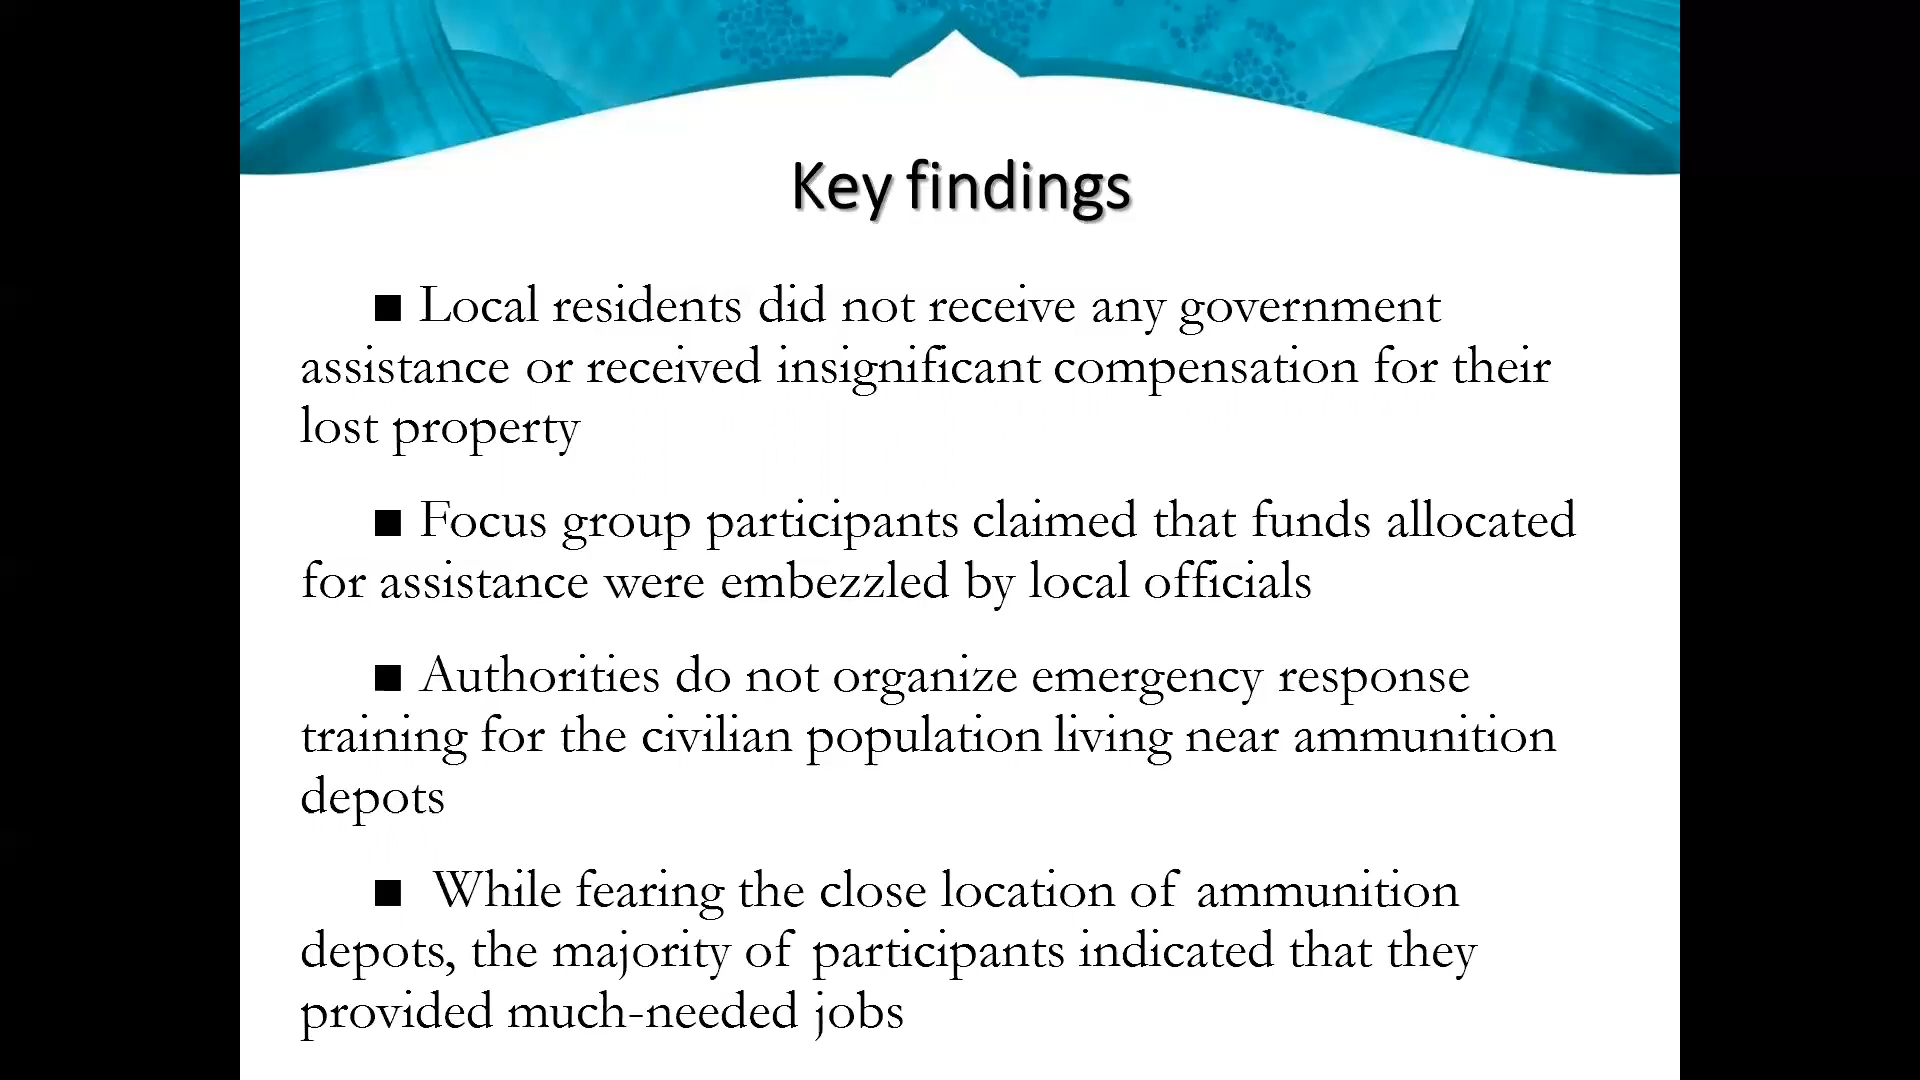 Key findings
■ Local residents did not receive any government
assistance or received insignificant compensation for their
lost property
■ Focus group participants claimed that funds allocated
for assistance were embezzled by local officials
■ Authorities do not organize emergency response
training for the civilian population living near ammunition
depots
■ While fearing the close location of ammunition
depots, the majority of participants indicated that they
provided much-needed jobs